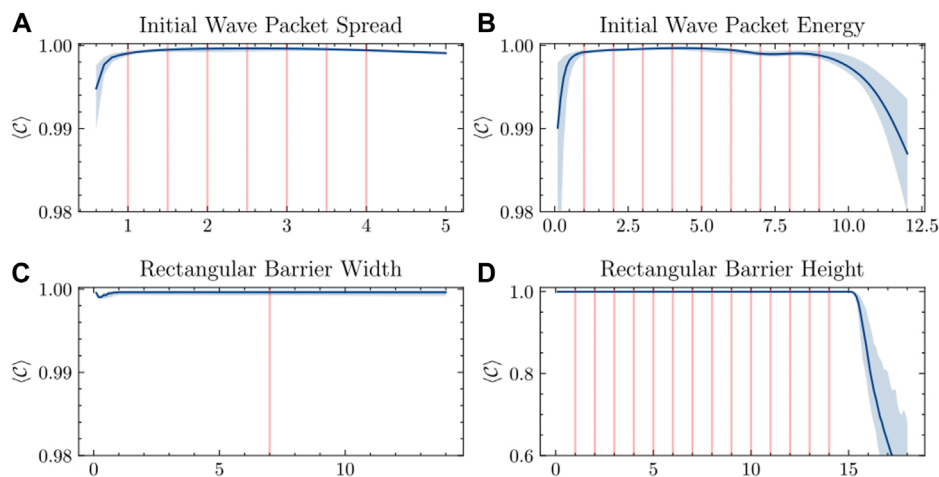 A Initial Wave Packet Spread
1.00
0.99
0.98
⟨C⟩
1 2 3 4 5
B Initial Wave Packet Energy
1.00
0.99
0.98
⟨C⟩
0.0 2.5 5.0 7.5 10.0 12.5
C Rectangular Barrier Width
1.00
0.99
0.98
⟨C⟩
0 10
D Rectangular Barrier Height
1.0
0.8
0.6
⟨C⟩
0 5 10 15